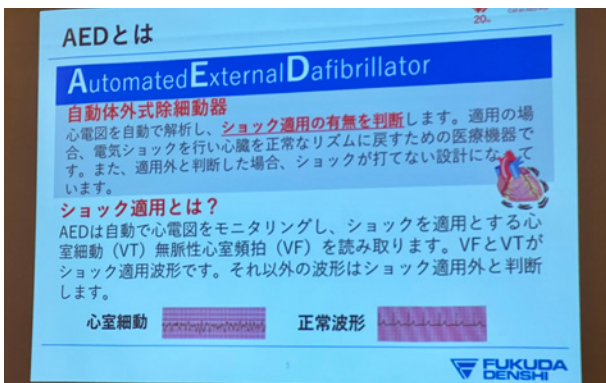 20th
AEDとは
Automated External Dafibrillator
自動体外式除細動器
心電図を自動で解析し、ショック適用の有無を判断します。適用の場
合、電気ショックを行い心臓を正常なリズムに戻すための医療機器で
す。また、適用外と判断した場合、ショックが打てない設計になって
います。
ショック適用とは?
AEDは自動で心電図をモニタリングし、ショックを適用とする心
室細動(VT)無脈性心室頻拍(VF)を読み取ります。VFとVTが
ショック適用波形です。それ以外の波形はショック適用外と判断
します。
心室細動 正常波形
5
FUKUDA
DENSHI